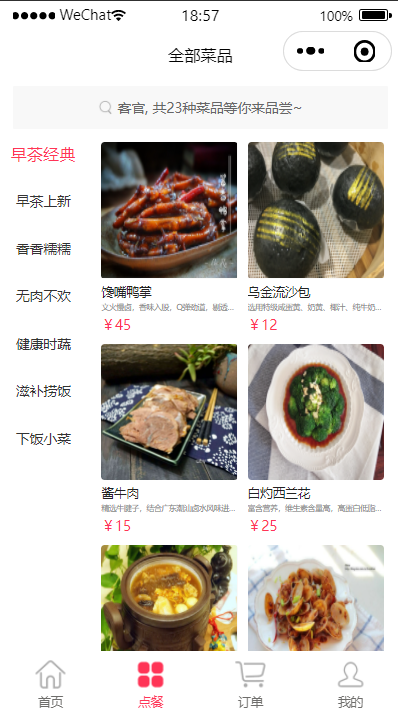 WeChat
18:57
100%
全部菜品
客官, 共23种菜品等你来品尝~
早茶经典
早茶上新
香香糯糯
无肉不欢
健康时蔬
滋补捞饭
下饭小菜
馋嘴鸭掌
文火慢卤，香味入股，Q弹劲道，剔透...
￥45
乌金流沙包
选用特级咸蛋黄、奶黄、椰汁、纯牛奶...
￥12
酱牛肉
精选牛腱子，结合广东潮汕卤水风味进...
￥15
白灼西兰花
富含营养，维生素含量高，高蛋白低脂...
￥25
首页
点餐
订单
我的